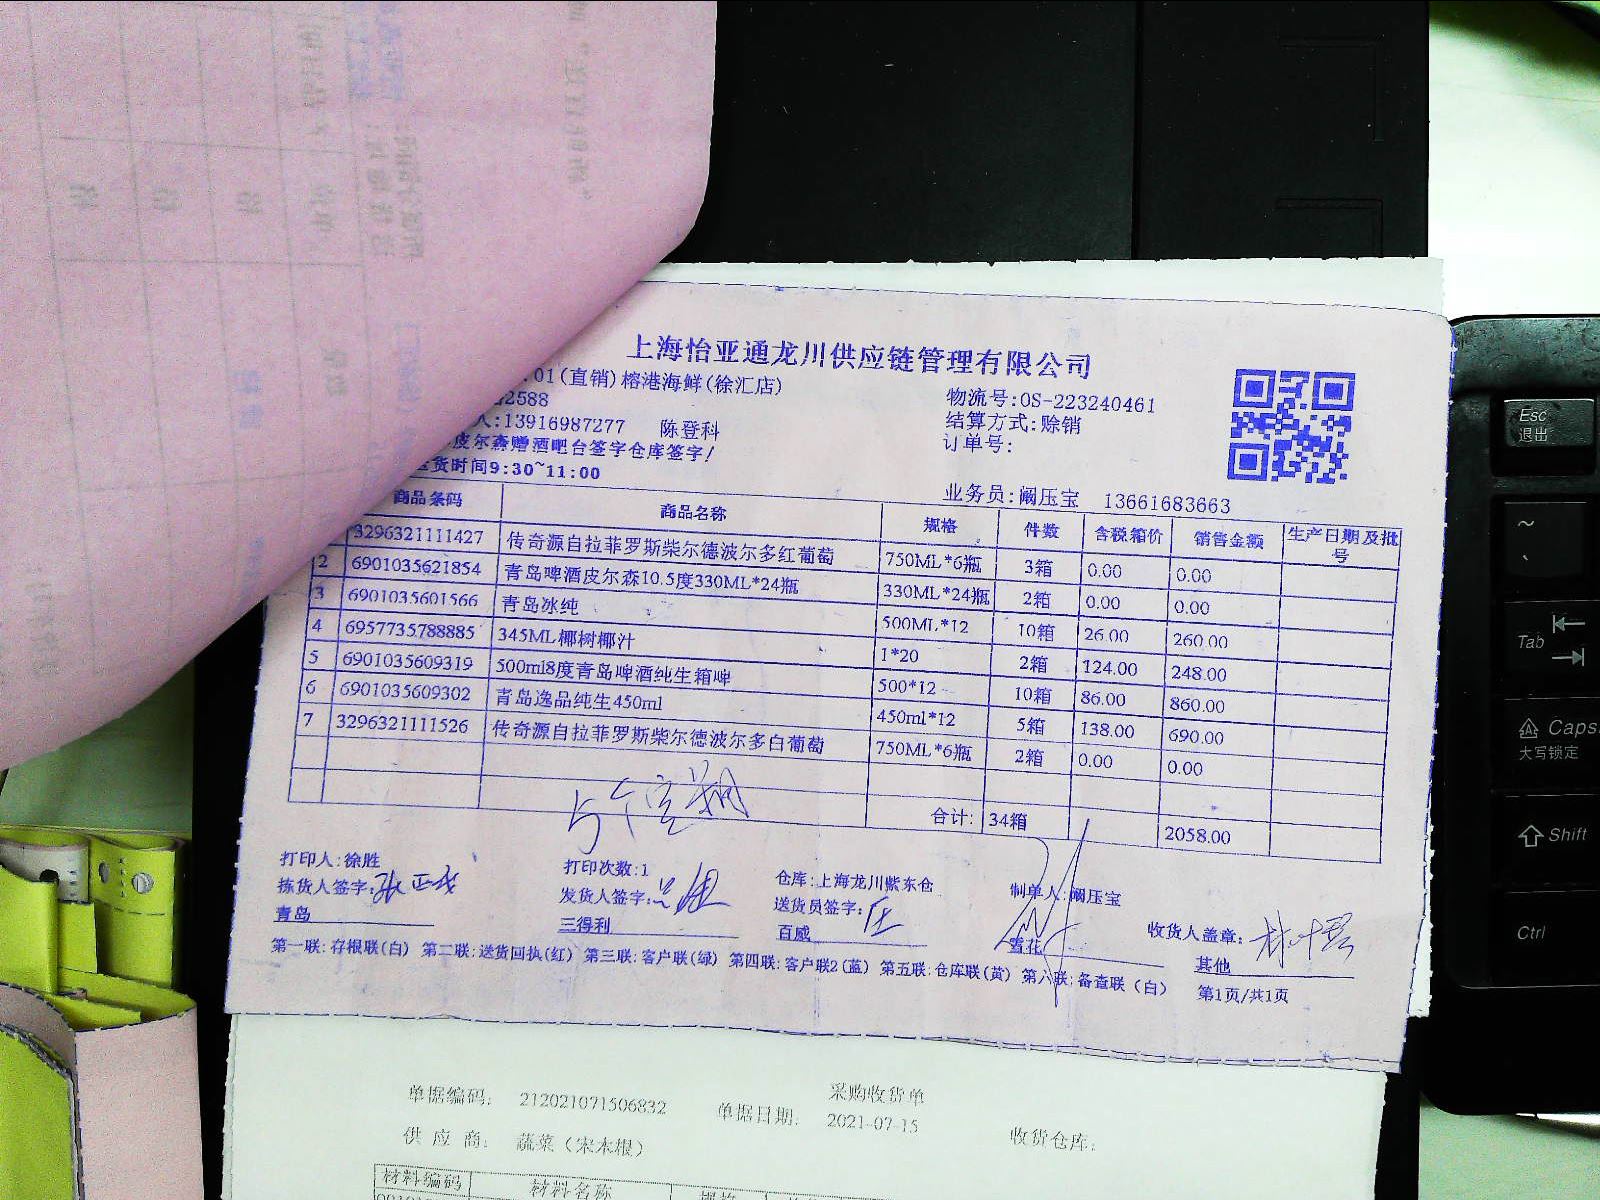 上海怡亚通龙川供应链管理有限公司
.01(直销)榕港海鲜(徐汇店)
物流号:OS-223240461
2588
结算方式:赊销
人:13916987277 陈登科
订单号:
皮尔森赠酒吧台签字仓库签字!
货时间9:30~11:00
业务员:阚压宝 13661683663
商品条码 商品名称 规格 件数 含税箱价 销售金额 生产日期及批号
3296321111427 传奇源自拉菲罗斯柴尔德波尔多红葡萄 750ML*6瓶 3箱 0.00 0.00
2 6901035621854 青岛啤酒皮尔森10.5度330ML*24瓶 330ML*24瓶 2箱 0.00 0.00
3 6901035601566 青岛冰纯 500ML*12 10箱 26.00 260.00
4 6957735788885 345ML椰树椰汁 1*20 2箱 124.00 248.00
5 6901035609319 500ml8度青岛啤酒纯生箱啤 500*12 10箱 86.00 860.00
6 6901035609302 青岛逸品纯生450ml 450ml*12 5箱 138.00 690.00
7 3296321111526 传奇源自拉菲罗斯柴尔德波尔多白葡萄 750ML*6瓶 2箱 0.00 0.00
合计: 34箱 2058.00
打印人:徐胜 打印次数:1 仓库:上海龙川紫东仓 制单人:阚压宝
拣货人签字: 发货人签字: 送货员签字: 收货人盖章:
青岛 三得利 百威 雪花 其他
第一联:存根联(白) 第二联:送货回执(红) 第三联:客户联(绿) 第四联:客户联2(蓝) 第五联:仓库联(黄) 第六联:备查联(白) 第1页/共1页
采购收货单
单据编码: 212021071506832 单据日期: 2021-07-15 收货仓库:
供应商: 蔬菜(宋本根)
材料编码 材料名称
Esc
退出
~
Tab
Caps
大写锁定
Shift
Ctrl